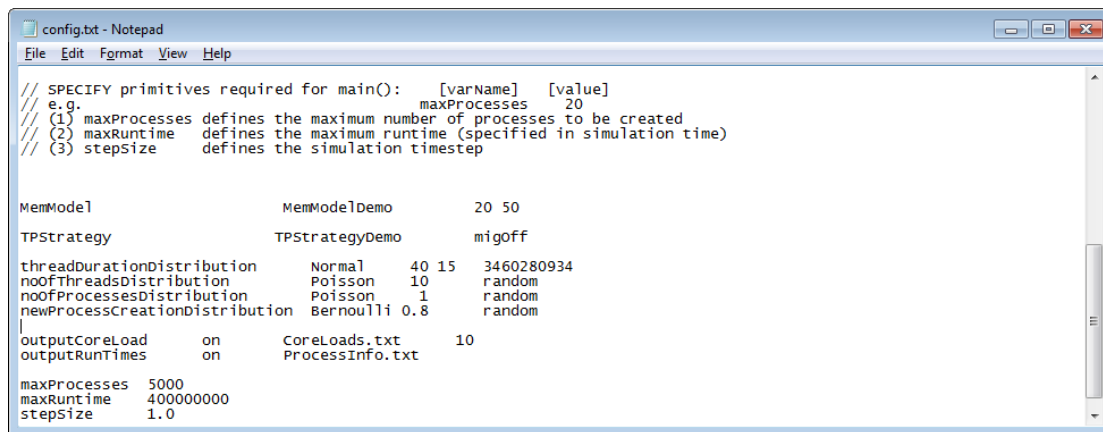 config.txt - Notepad
File Edit Format View Help
// SPECIFY primitives required for main(): [varName] [value]
// e.g. maxProcesses 20
// (1) maxProcesses defines the maximum number of processes to be created
// (2) maxRuntime defines the maximum runtime (specified in simulation time)
// (3) stepSize defines the simulation timestep
MemModel MemModelDemo 20 50
TPStrategy TPStrategyDemo migOff
threadDurationDistribution Normal 40 15 3460280934
noOfThreadsDistribution Poisson 10 random
noOfProcessesDistribution Poisson 1 random
newProcessCreationDistribution Bernoulli 0.8 random
outputCoreLoad on CoreLoads.txt 10
outputRunTimes on ProcessInfo.txt
maxProcesses 5000
maxRuntime 400000000
stepSize 1.0